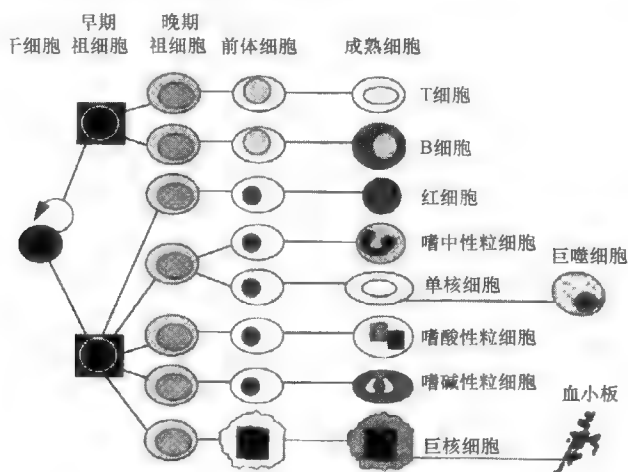 早期 晚期
干细胞 祖细胞 祖细胞 前体细胞 成熟细胞
T细胞
B细胞
红细胞
嗜中性粒细胞
巨噬细胞
单核细胞
嗜酸性粒细胞
嗜碱性粒细胞
血小板
巨核细胞